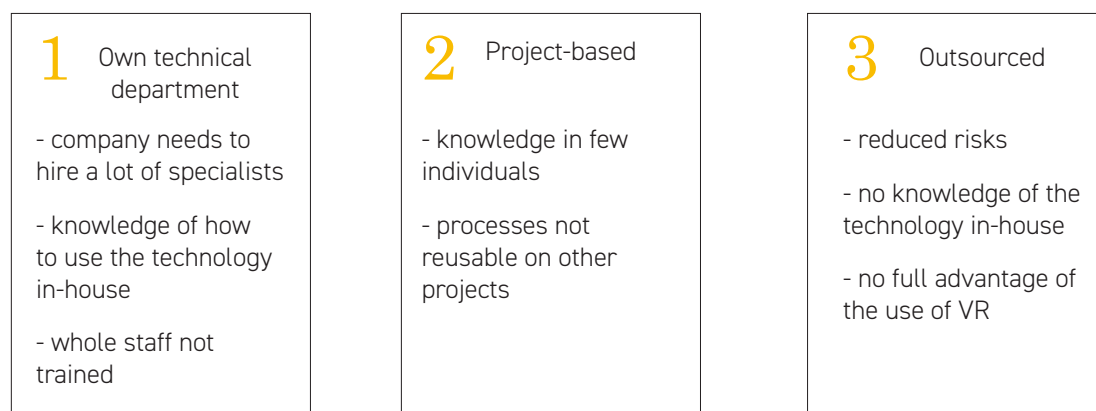 1 Own technical
department
- company needs to
hire a lot of specialists
- knowledge of how
to use the technology
in-house
- whole staff not
trained
2 Project-based
- knowledge in few
individuals
- processes not
reusable on other
projects
3 Outsourced
- reduced risks
- no knowledge of the
technology in-house
- no full advantage of
the use of VR